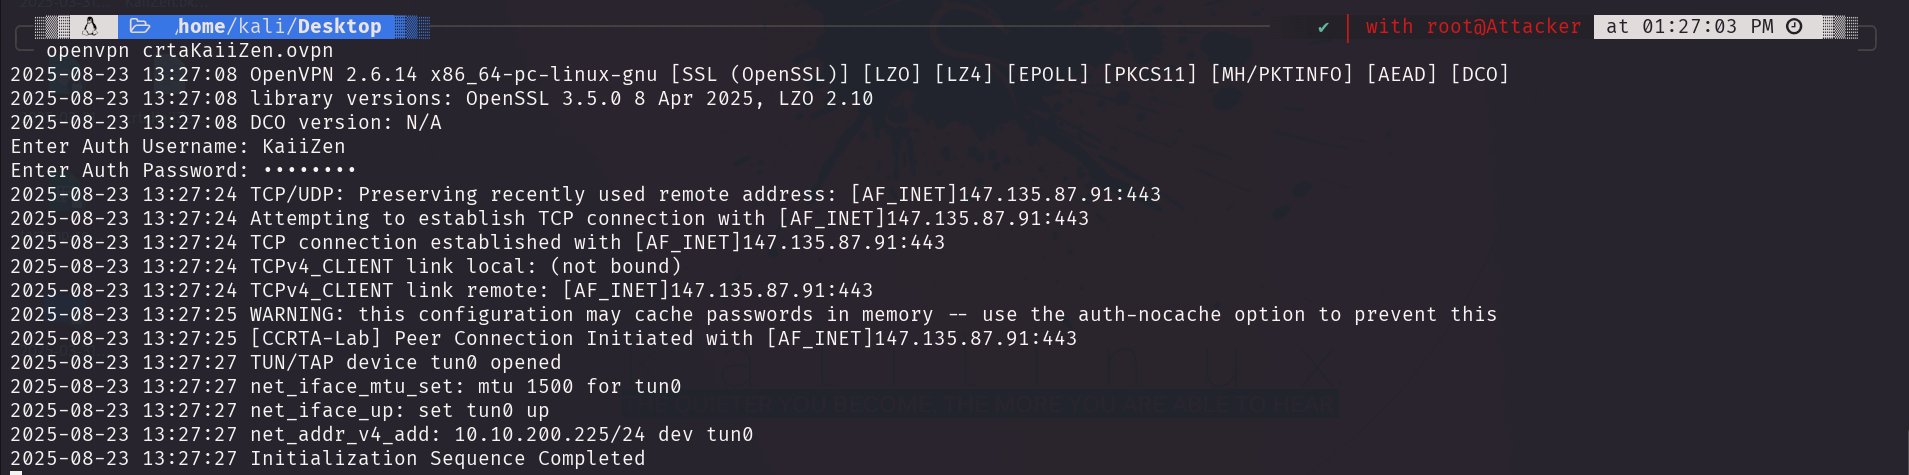 /home/kali/Desktop ✔ with root@Attacker at 01:27:03 PM
openvpn crtaKaiiZen.ovpn
2025-08-23 13:27:08 OpenVPN 2.6.14 x86_64-pc-linux-gnu [SSL (OpenSSL)] [LZO] [LZ4] [EPOLL] [PKCS11] [MH/PKTINFO] [AEAD] [DCO]
2025-08-23 13:27:08 library versions: OpenSSL 3.5.0 8 Apr 2025, LZO 2.10
2025-08-23 13:27:08 DCO version: N/A
Enter Auth Username: KaiiZen
Enter Auth Password: ••••••••
2025-08-23 13:27:24 TCP/UDP: Preserving recently used remote address: [AF_INET]147.135.87.91:443
2025-08-23 13:27:24 Attempting to establish TCP connection with [AF_INET]147.135.87.91:443
2025-08-23 13:27:24 TCP connection established with [AF_INET]147.135.87.91:443
2025-08-23 13:27:24 TCPv4_CLIENT link local: (not bound)
2025-08-23 13:27:24 TCPv4_CLIENT link remote: [AF_INET]147.135.87.91:443
2025-08-23 13:27:25 WARNING: this configuration may cache passwords in memory -- use the auth-nocache option to prevent this
2025-08-23 13:27:25 [CCRTA-Lab] Peer Connection Initiated with [AF_INET]147.135.87.91:443
2025-08-23 13:27:27 TUN/TAP device tun0 opened
2025-08-23 13:27:27 net_iface_mtu_set: mtu 1500 for tun0
2025-08-23 13:27:27 net_iface_up: set tun0 up
2025-08-23 13:27:27 net_addr_v4_add: 10.10.200.225/24 dev tun0
2025-08-23 13:27:27 Initialization Sequence Completed